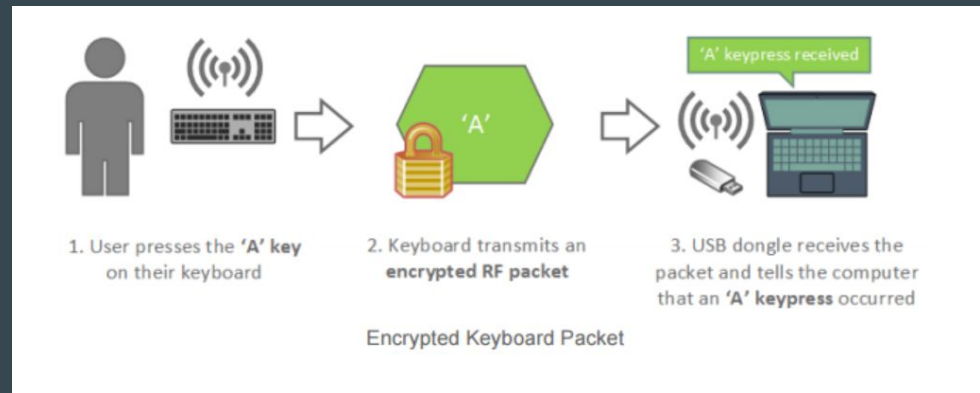 'A' keypress received
'A'
1. User presses the 'A' key
on their keyboard
2. Keyboard transmits an
encrypted RF packet
3. USB dongle receives the
packet and tells the computer
that an 'A' keypress occurred
Encrypted Keyboard Packet